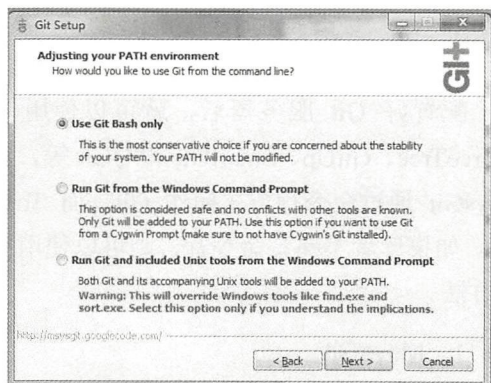 Git Setup
Adjusting your PATH environment
How would you like to use Git from the command line?
Git+
Use Git Bash only
This is the most conservative choice if you are concerned about the stability
of your system. Your PATH will not be modified.
Run Git from the Windows Command Prompt
This option is considered safe and no conflicts with other tools are known.
Only Git will be added to your PATH. Use this option if you want to use Git
from a Cygwin Prompt (make sure to not have Cygwin's Git installed).
Run Git and included Unix tools from the Windows Command Prompt
Both Git and its accompanying Unix tools will be added to your PATH.
Warning: This will override Windows tools like find.exe and
sort.exe. Select this option only if you understand the implications.
http://msysgit.googlecode.com/
< Back Next > Cancel